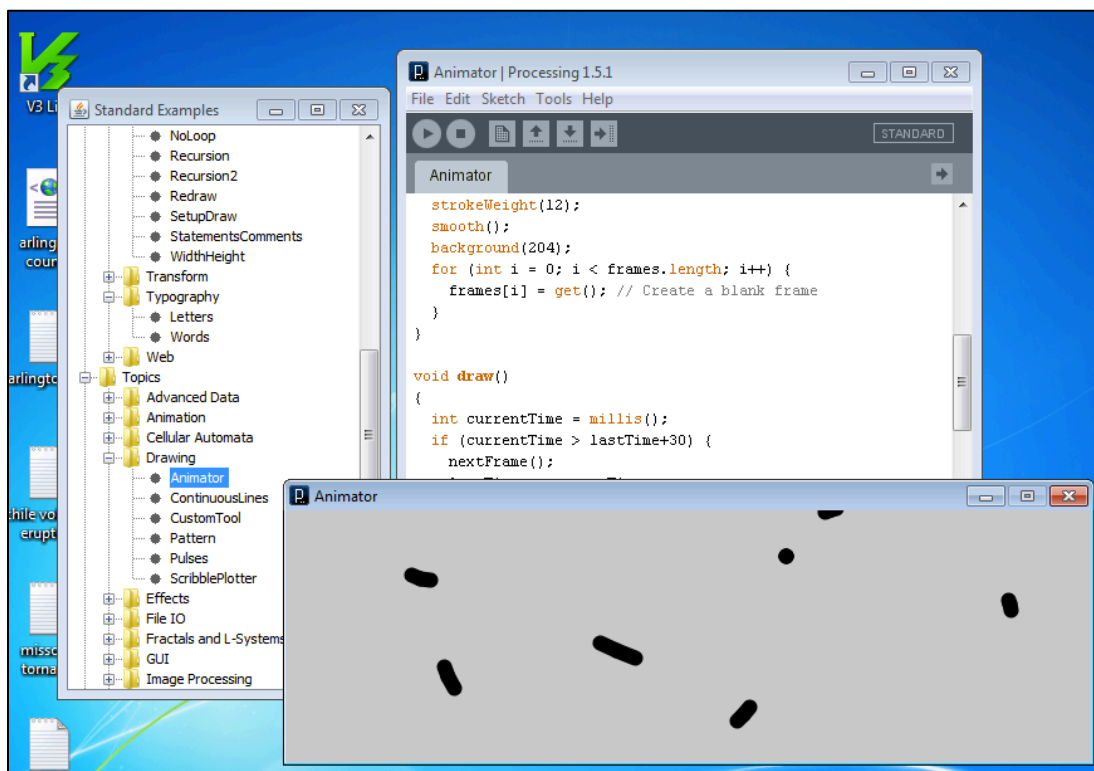 V3 Li
arling
cour
arlingto
hile vo
erupt
misso
torna
Standard Examples
NoLoop
Recursion
Recursion2
Redraw
SetupDraw
StatementsComments
WidthHeight
Transform
Typography
Letters
Words
Web
Topics
Advanced Data
Animation
Cellular Automata
Drawing
Animator
ContinuousLines
CustomTool
Pattern
Pulses
ScribblePlotter
Effects
File IO
Fractals and L-Systems
GUI
Image Processing
Animator | Processing 1.5.1
File Edit Sketch Tools Help
STANDARD
Animator
strokeWeight(12);
smooth();
background(204);
for (int i = 0; i < frames.length; i++) {
frames[i] = get(); // Create a blank frame
}
}
void draw()
{
int currentTime = millis();
if (currentTime > lastTime+30) {
nextFrame();
Animator